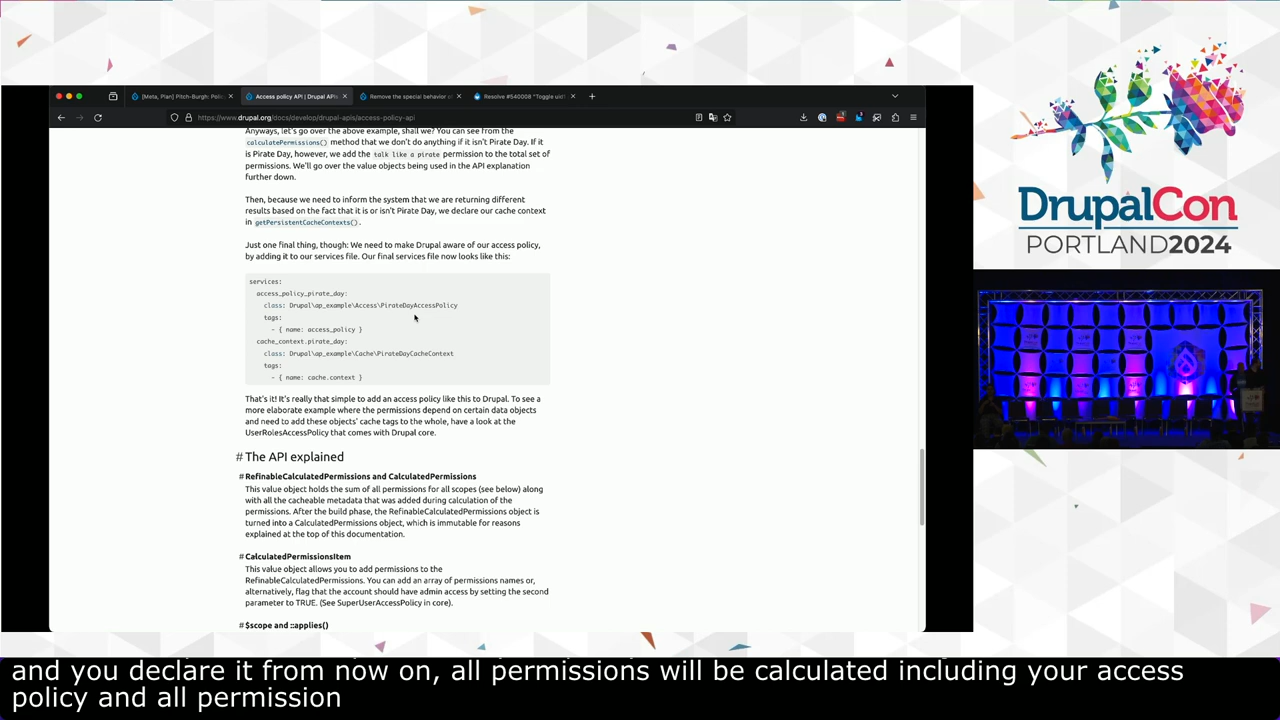 [Meta, Plan] Pitch-Burgh: Polic
Access policy API | Drupal APIs
Remove the special behavior o
Resolve #540008 "Toggle uid
https://www.drupal.org/docs/develop/drupal-apis/access-policy-api
Anyways, let's go over the above example, shall we? You can see from the
calculatePermissions() method that we don't do anything if it isn't Pirate Day. If it
is Pirate Day, however, we add the talk like a pirate permission to the total set of
permissions. We'll go over the value objects being used in the API explanation
further down.
Then, because we need to inform the system that we are returning different
results based on the fact that it is or isn't Pirate Day, we declare our cache context
in getPersistentCacheContexts().
Just one final thing, though: We need to make Drupal aware of our access policy,
by adding it to our services file. Our final services file now looks like this:
services:
access_policy_pirate_day:
class: Drupal\ap_example\Access\PirateDayAccessPolicy
tags:
- { name: access_policy }
cache_context.pirate_day:
class: Drupal\ap_example\Cache\PirateDayCacheContext
tags:
- { name: cache.context }
That's it! It's really that simple to add an access policy like this to Drupal. To see a
more elaborate example where the permissions depend on certain data objects
and need to add these objects' cache tags to the whole, have a look at the
UserRolesAccessPolicy that comes with Drupal core.
# The API explained
# RefinableCalculatedPermissions and CalculatedPermissions
This value object holds the sum of all permissions for all scopes (see below) along
with all the cacheable metadata that was added during calculation of the
permissions. After the build phase, the RefinableCalculatedPermissions object is
turned into a CalculatedPermissions object, which is immutable for reasons
explained at the top of this documentation.
# CalculatedPermissionsItem
This value object allows you to add permissions to the
RefinableCalculatedPermissions. You can add an array of permissions names or,
alternatively, flag that the account should have admin access by setting the second
parameter to TRUE. (See SuperUserAccessPolicy in core).
# $scope and ::applies()
DrupalCon
PORTLAND2024
and you declare it from now on, all permissions will be calculated including your access
policy and all permission